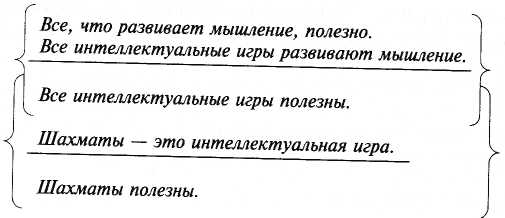 Все, что развивает мышление, полезно.
Все интеллектуальные игры развивают мышление.
Все интеллектуальные игры полезны.
Шахматы — это интеллектуальная игра.
Шахматы полезны.